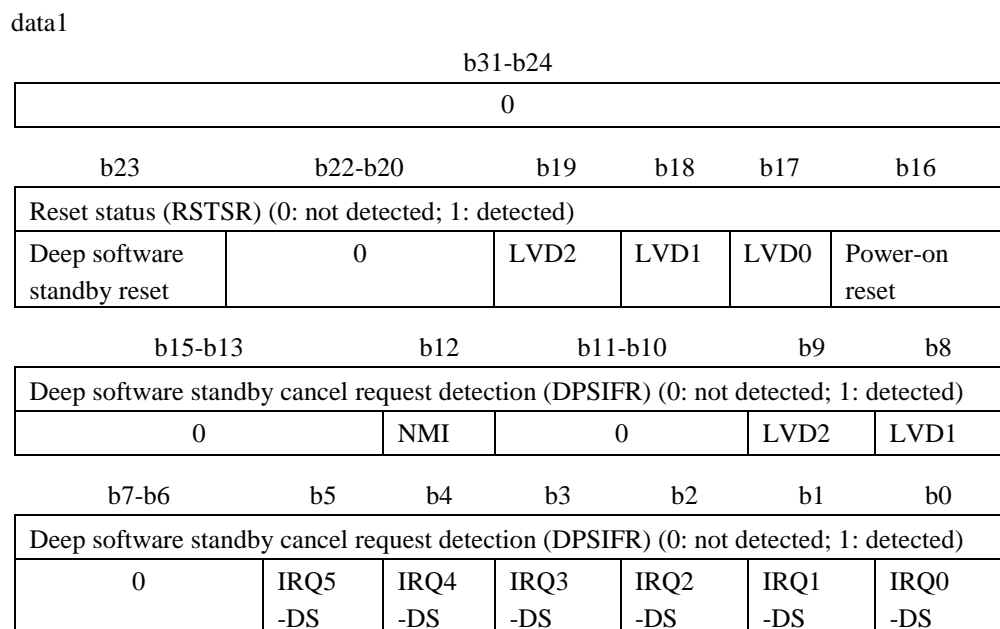 data1
b31-b24
0
b23 b22-b20 b19 b18 b17 b16
Reset status (RSTSR) (0: not detected; 1: detected)
Deep software 0 LVD2 LVD1 LVD0 Power-on
standby reset reset
b15-b13 b12 b11-b10 b9 b8
Deep software standby cancel request detection (DPSIFR) (0: not detected; 1: detected)
0 NMI 0 LVD2 LVD1
b7-b6 b5 b4 b3 b2 b1 b0
Deep software standby cancel request detection (DPSIFR) (0: not detected; 1: detected)
0 IRQ5 IRQ4 IRQ3 IRQ2 IRQ1 IRQ0
-DS -DS -DS -DS -DS -DS